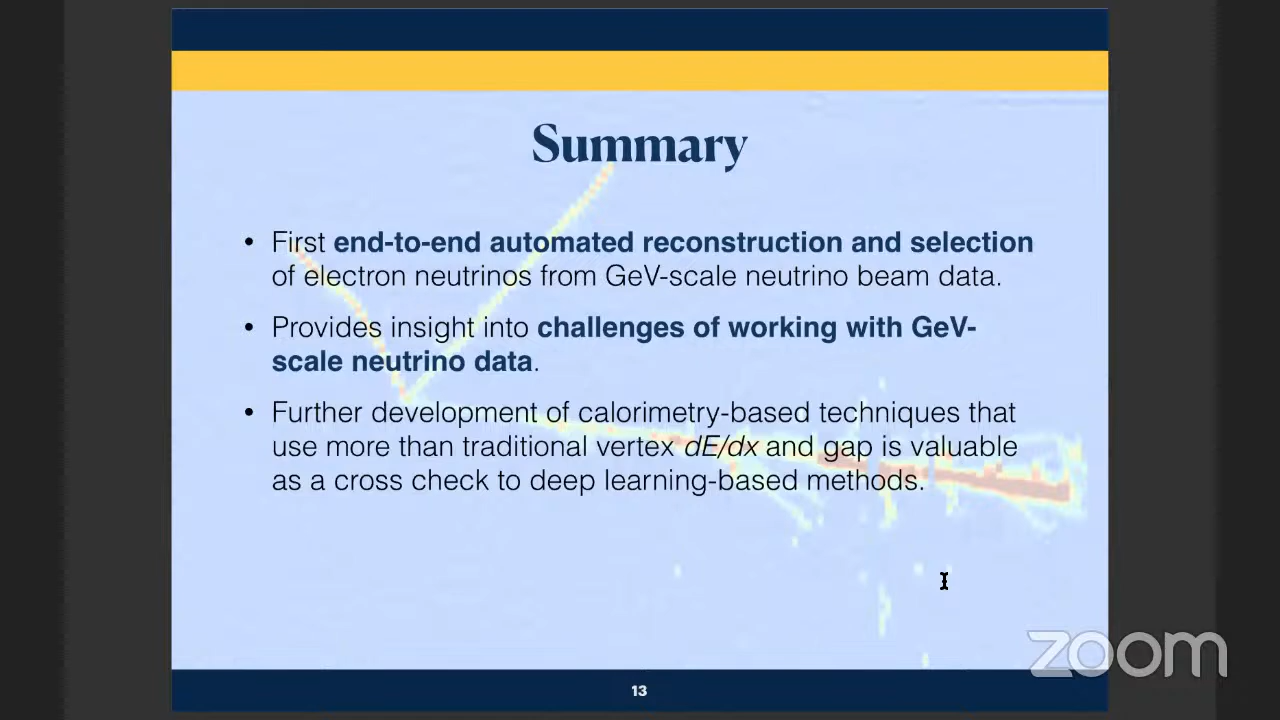 Summary
• First end-to-end automated reconstruction and selection
of electron neutrinos from GeV-scale neutrino beam data.
• Provides insight into challenges of working with GeV-
scale neutrino data.
• Further development of calorimetry-based techniques that
use more than traditional vertex dE/dx and gap is valuable
as a cross check to deep learning-based methods.
zoom
13